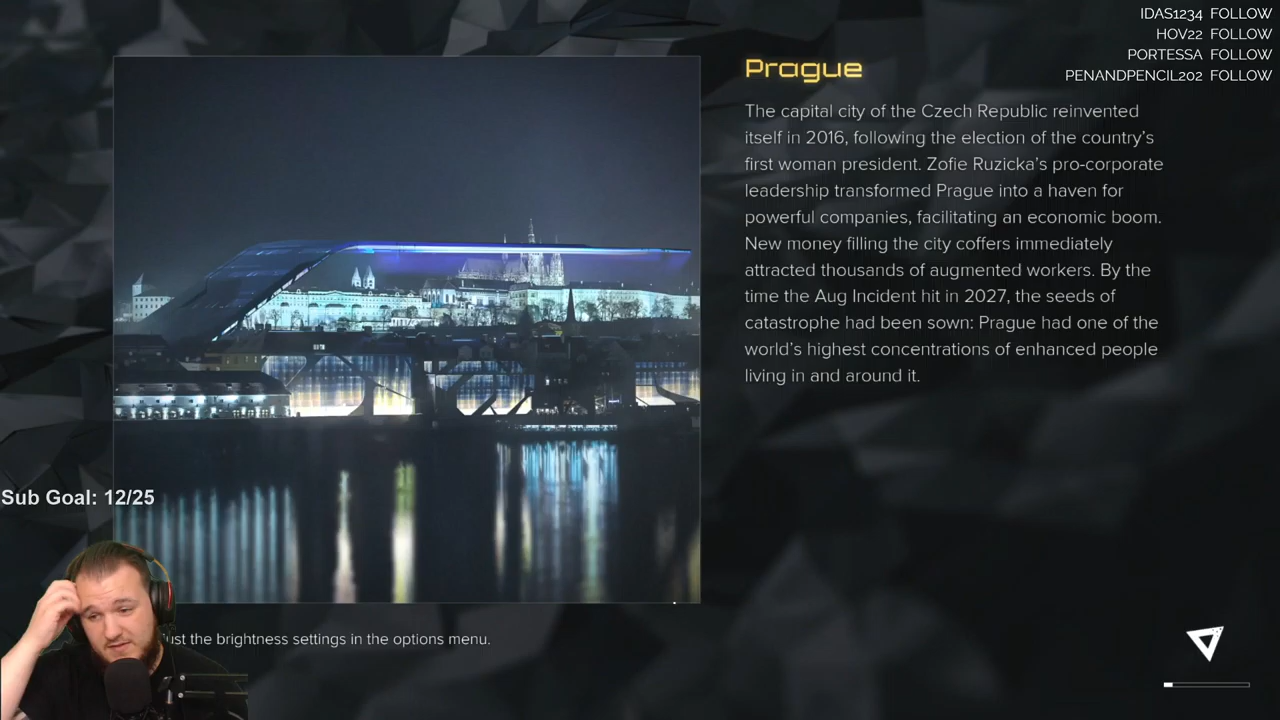 IDAS1234 FOLLOW
HOV22 FOLLOW
PORTESSA FOLLOW
PENANDPENCIL202 FOLLOW
Prague
The capital city of the Czech Republic reinvented
itself in 2016, following the election of the country's
first woman president. Zofie Ruzicka's pro-corporate
leadership transformed Prague into a haven for
powerful companies, facilitating an economic boom.
New money filling the city coffers immediately
attracted thousands of augmented workers. By the
time the Aug Incident hit in 2027, the seeds of
catastrophe had been sown: Prague had one of the
world's highest concentrations of enhanced people
living in and around it.
Sub Goal: 12/25
the brightness settings in the options menu.